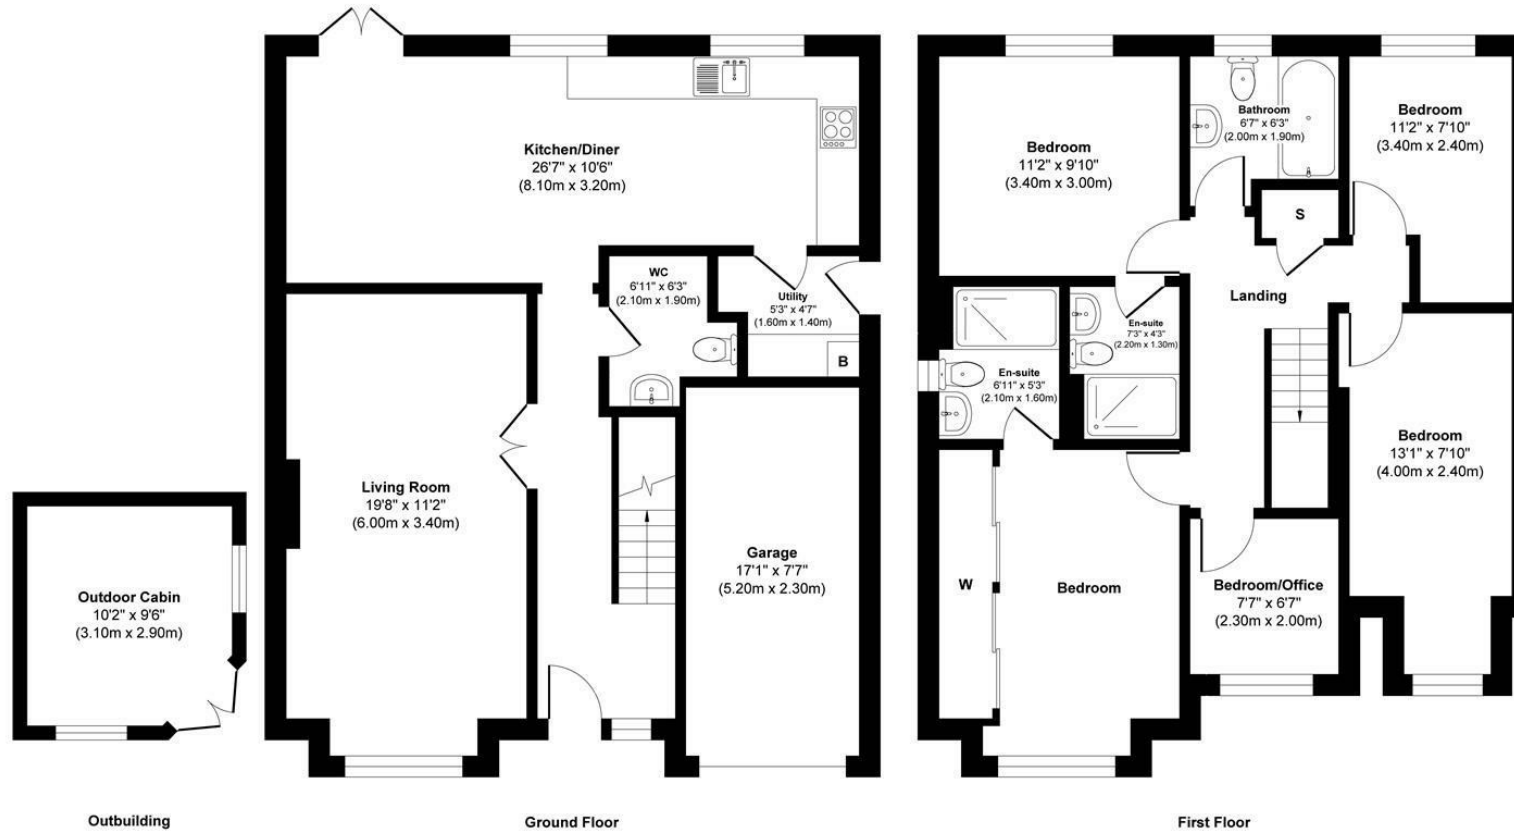 Kitchen/Diner
26'7" x 10'6"
(8.10m x 3.20m)
WC
6'11" x 6'3"
(2.10m x 1.90m)
Utility
5'3" x 4'7"
(1.60m x 1.40m)
B
Living Room
19'8" x 11'2"
(6.00m x 3.40m)
Garage
17'1" x 7'7"
(5.20m x 2.30m)
Outdoor Cabin
10'2" x 9'6"
(3.10m x 2.90m)
Bedroom
11'2" x 9'10"
(3.40m x 3.00m)
Bathroom
6'7" x 6'3"
(2.00m x 1.90m)
Bedroom
11'2" x 7'10"
(3.40m x 2.40m)
S
Landing
En-suite
7'3" x 4'3"
(2.20m x 1.30m)
En-suite
6'11" x 5'3"
(2.10m x 1.60m)
Bedroom
13'1" x 7'10"
(4.00m x 2.40m)
W
Bedroom
Bedroom/Office
7'7" x 6'7"
(2.30m x 2.00m)
Outbuilding
Ground Floor
First Floor